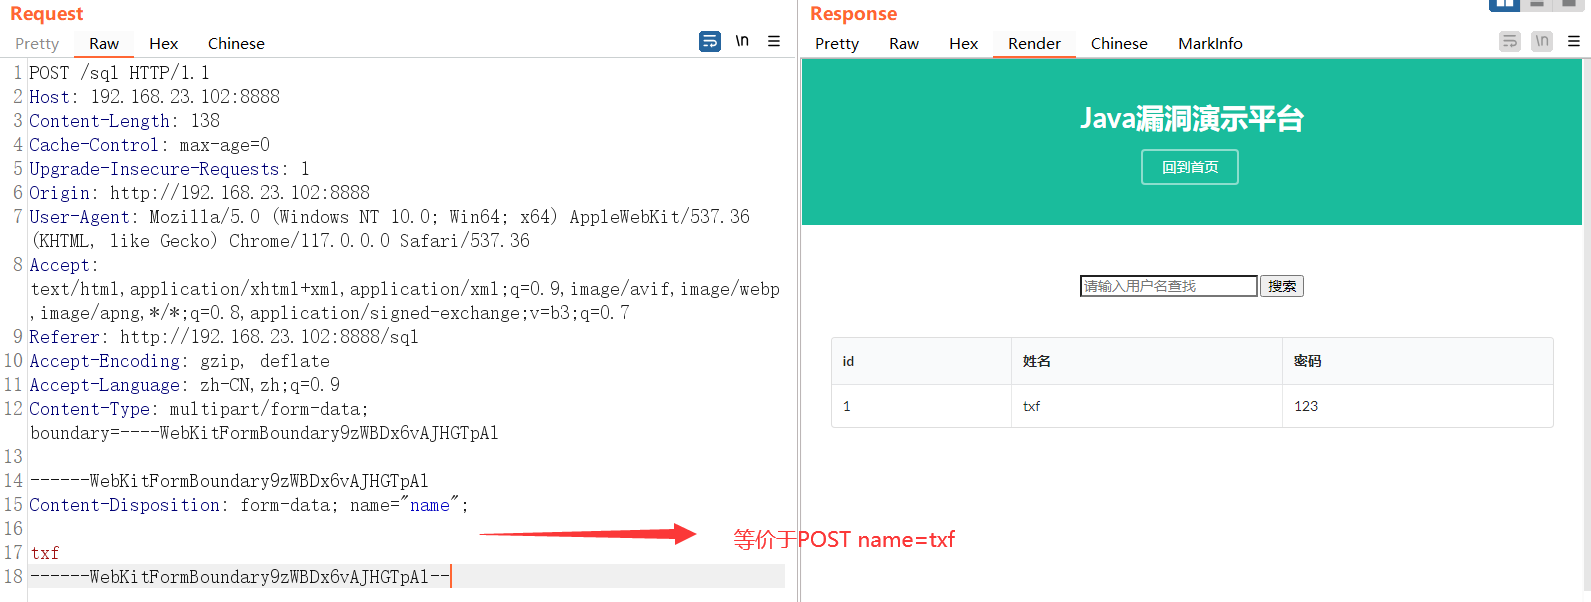 Request
Pretty Raw Hex Chinese \n
1 POST /sql HTTP/1.1
2 Host: 192.168.23.102:8888
3 Content-Length: 138
4 Cache-Control: max-age=0
5 Upgrade-Insecure-Requests: 1
6 Origin: http://192.168.23.102:8888
7 User-Agent: Mozilla/5.0 (Windows NT 10.0; Win64; x64) AppleWebKit/537.36
(KHTML, like Gecko) Chrome/117.0.0.0 Safari/537.36
8 Accept:
text/html,application/xhtml+xml,application/xml;q=0.9,image/avif,image/webp
,image/apng,*/*;q=0.8,application/signed-exchange;v=b3;q=0.7
9 Referer: http://192.168.23.102:8888/sql
10 Accept-Encoding: gzip, deflate
11 Accept-Language: zh-CN,zh;q=0.9
12 Content-Type: multipart/form-data;
boundary=----WebKitFormBoundary9zWBDx6vAJHGTpAl
13
14 ------WebKitFormBoundary9zWBDx6vAJHGTpAl
15 Content-Disposition: form-data; name="name";
16
17 txf
18 ------WebKitFormBoundary9zWBDx6vAJHGTpAl--
等价于POST name=txf
Response
Pretty Raw Hex Render Chinese MarkInfo \n
Java漏洞演示平台
回到首页
请输入用户名查找 搜索
id 姓名 密码
1 txf 123